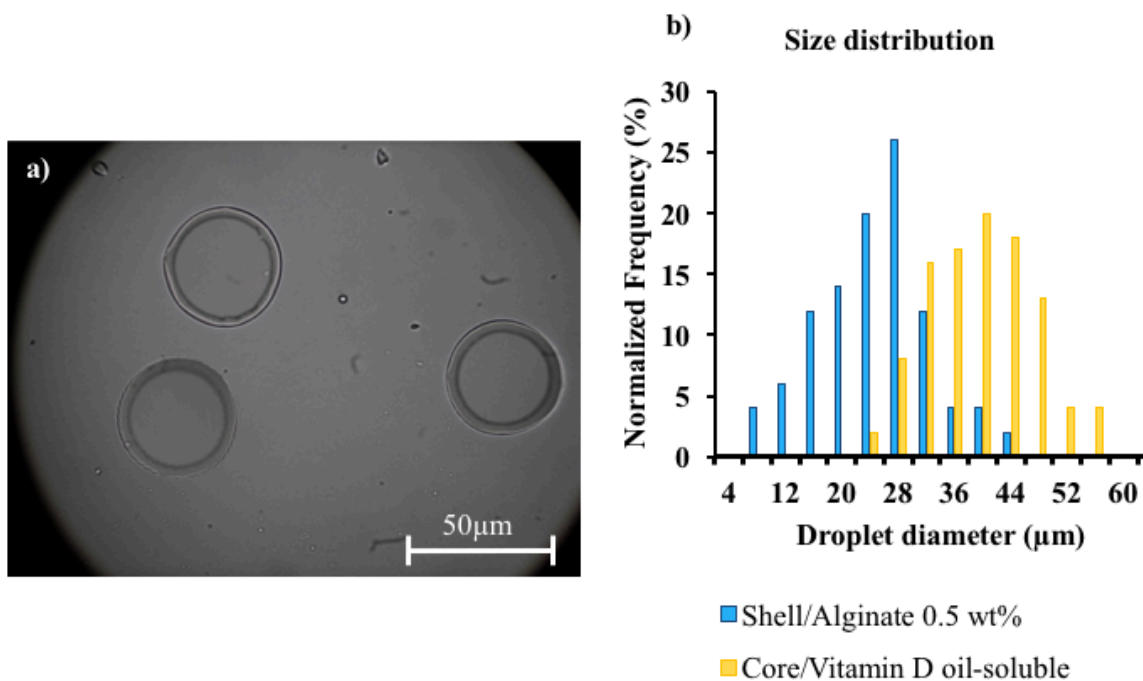 a)
50µm
b)
Size distribution
Normalized Frequency (%)
30
25
20
15
10
5
0
4 12 20 28 36 44 52 60
Droplet diameter (µm)
Shell/Alginate 0.5 wt%
Core/Vitamin D oil-soluble